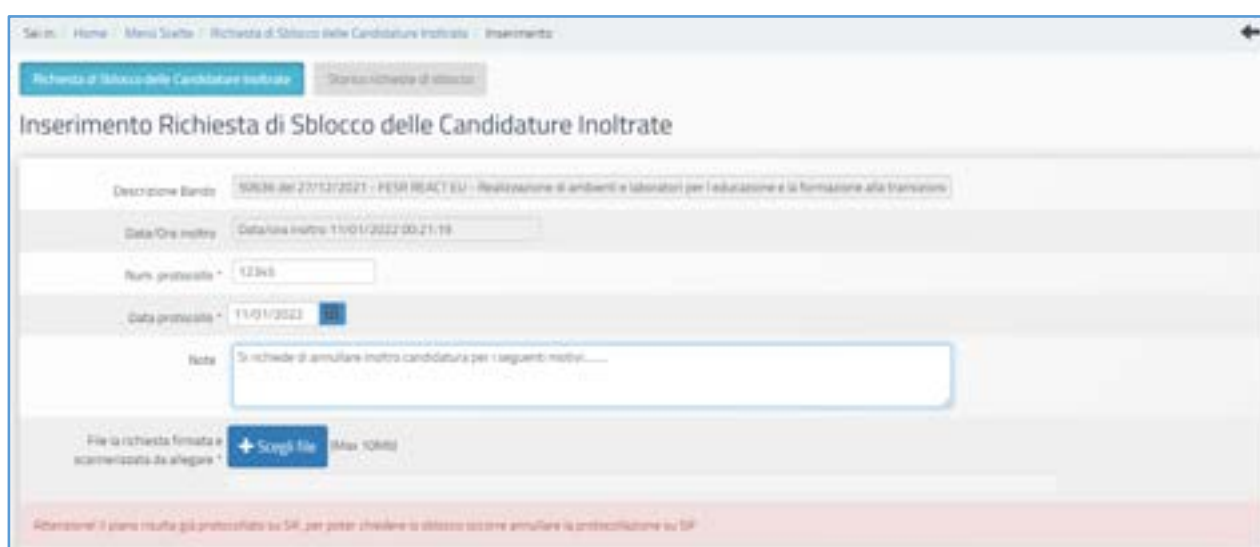 Sei in: / Home / Menù Scelte / Richiesta di Sblocco delle Candidature Inoltrate / Inserimento
Richiesta di Sblocco delle Candidature Inoltrate
Storico richieste di sblocco
Inserimento Richiesta di Sblocco delle Candidature Inoltrate
Descrizione Bando 50636 del 27/12/2021 - FESR REACT EU - Realizzazione di ambienti e laboratori per l'educazione e la formazione alla transizione
Data/Ora inoltro Data/ora inoltro 11/01/2022 00:21:19
Num. protocollo * 12345
Data protocollo * 11/01/2022
Note Si richiede di annullare inoltro candidatura per i seguenti motivi........
File la richiesta firmata e
scannerizzata da allegare * + Scegli file (Max 10Mb)
Attenzione! Il piano risulta già protocollato su SIF, per poter chiedere lo sblocco occorre annullare la protocollazione su SIF